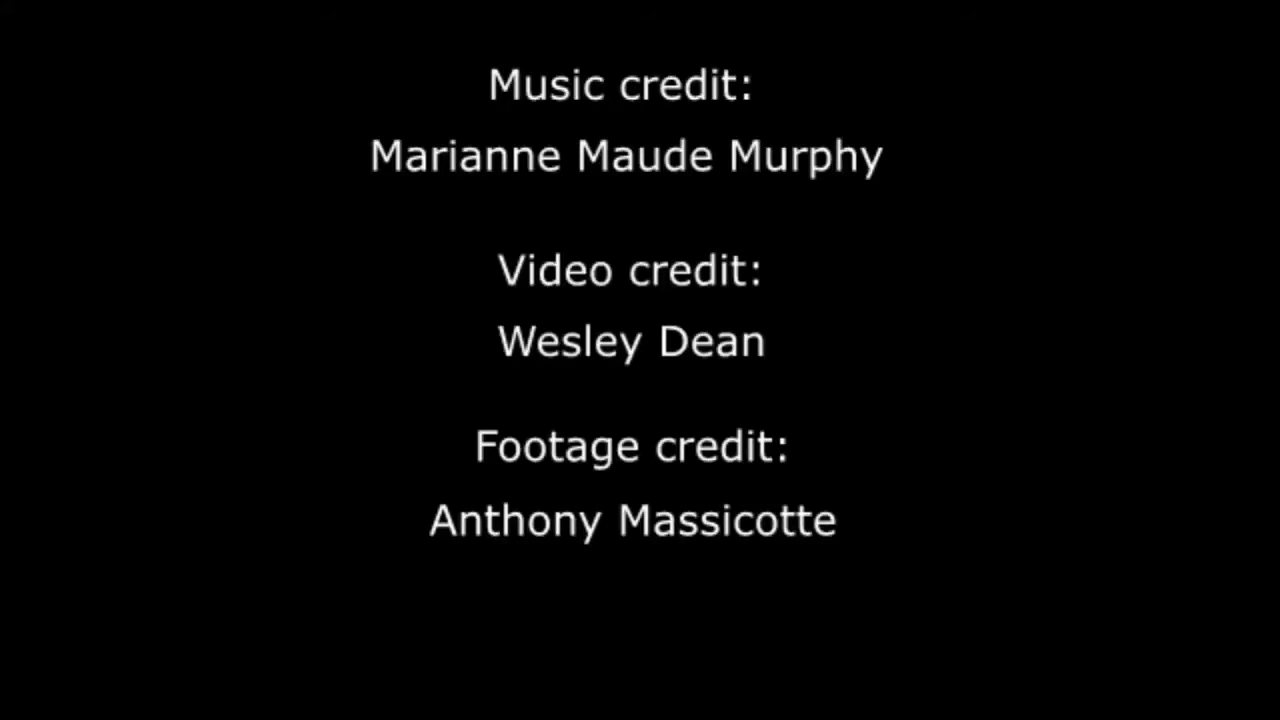 Music credit:
Marianne Maude Murphy
Video credit:
Wesley Dean
Footage credit:
Anthony Massicotte